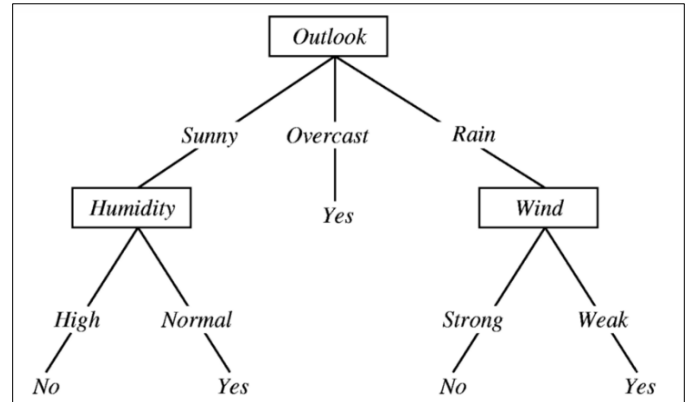 Outlook
Sunny Overcast Rain
Humidity Yes Wind
High Normal Strong Weak
No Yes No Yes